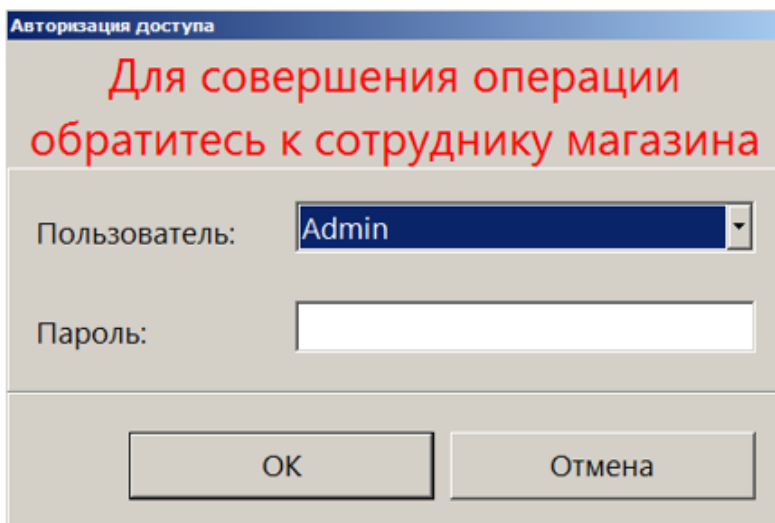 Авторизация доступа
Для совершения операции
обратитесь к сотруднику магазина
Пользователь: Admin
Пароль:
OK Отмена